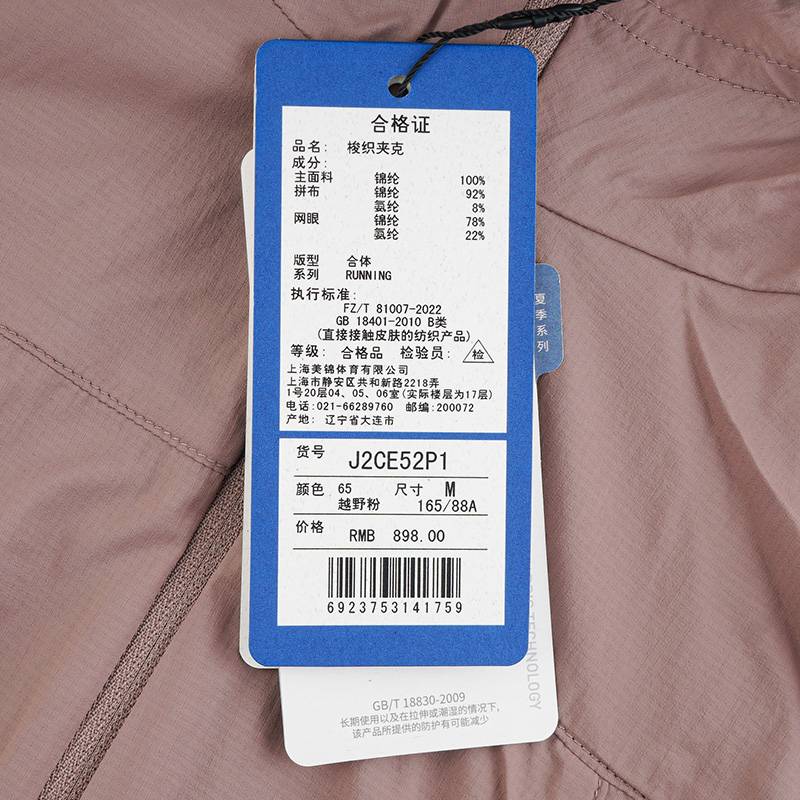 合格证
品名: 梭织夹克
成分:
主面料 锦纶 100%
拼布 锦纶 92%
氨纶 8%
网眼 锦纶 78%
氨纶 22%
版型 合体
系列 RUNNING
执行标准:
FZ/T 81007-2022
GB 18401-2010 B类
(直接接触皮肤的纺织产品)
等级: 合格品 检验员: 检
上海美锦体育有限公司
上海市静安区共和新路2218弄
1号20层04、05、06室(实际楼层为17层)
电话:021-66289760 邮编:200072
产地: 辽宁省大连市
货号 J2CE52P1
颜色 65 尺寸 M
越野粉 165/88A
价格
RMB 898.00
6923753141759
夏季系列
TECHNOLOGY
GB/T 18830-2009
长期使用以及在拉伸或潮湿的情况下,
该产品所提供的防护有可能减少